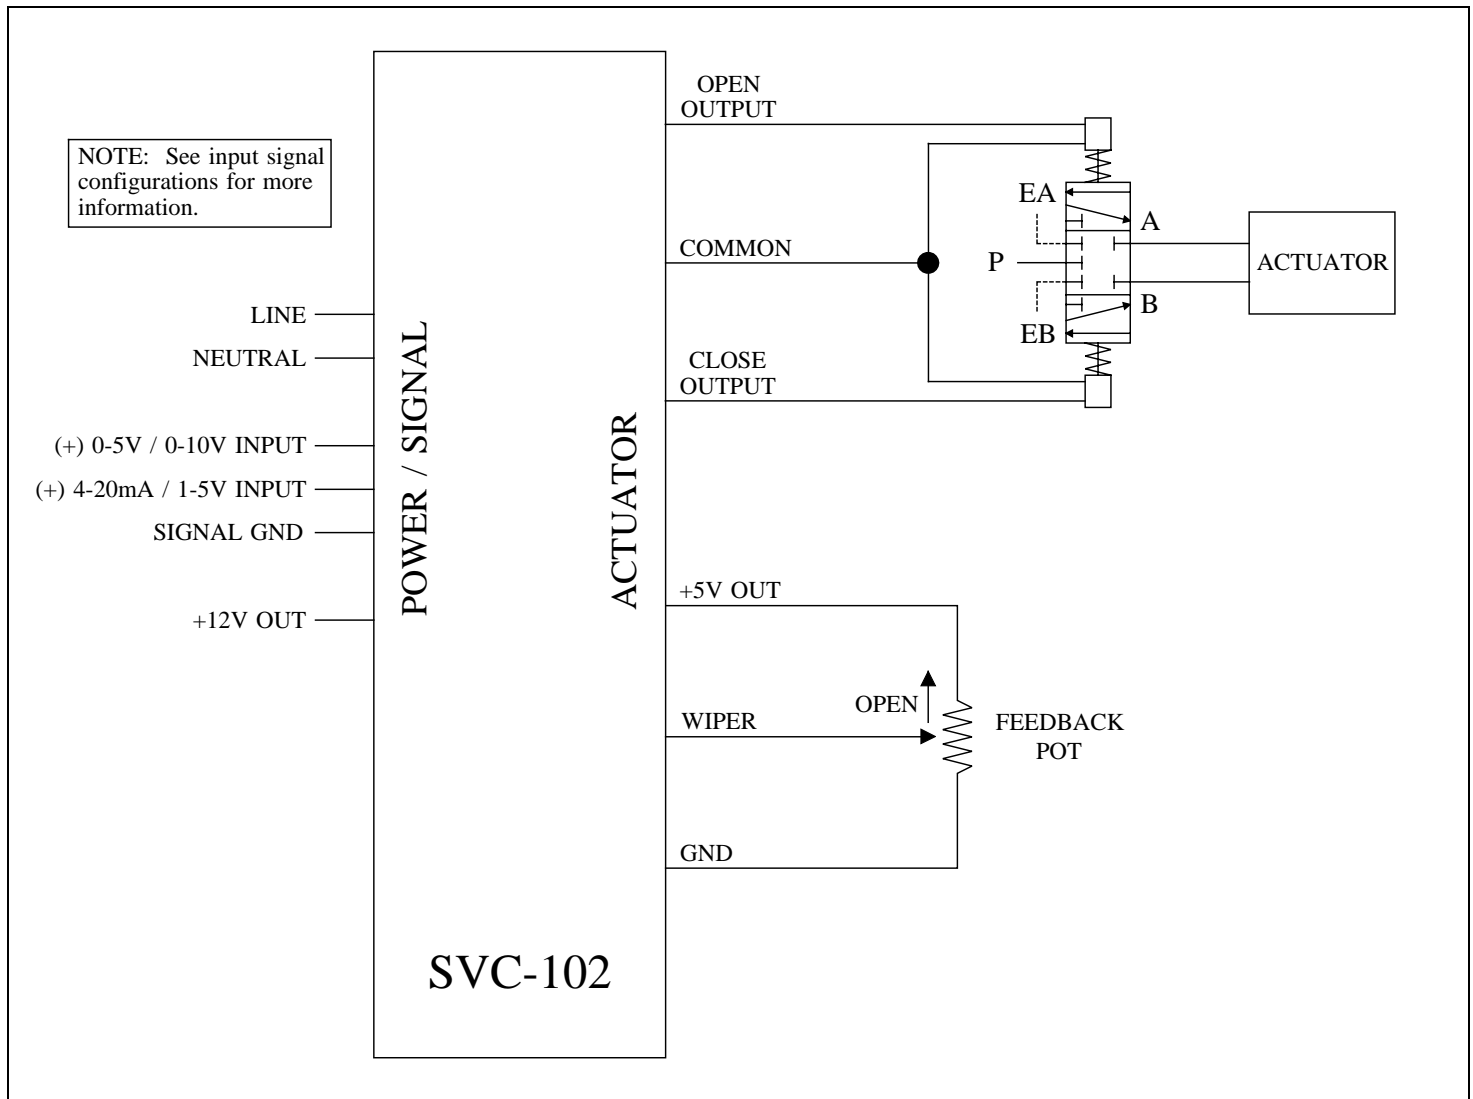 NOTE: See input signal
configurations for more
information.
LINE
NEUTRAL
(+) 0-5V / 0-10V INPUT
(+) 4-20mA / 1-5V INPUT
SIGNAL GND
+12V OUT
POWER / SIGNAL
ACTUATOR
SVC-102
OPEN
OUTPUT
COMMON
CLOSE
OUTPUT
+5V OUT
WIPER
GND
EA
A
P
B
EB
ACTUATOR
OPEN
FEEDBACK
POT